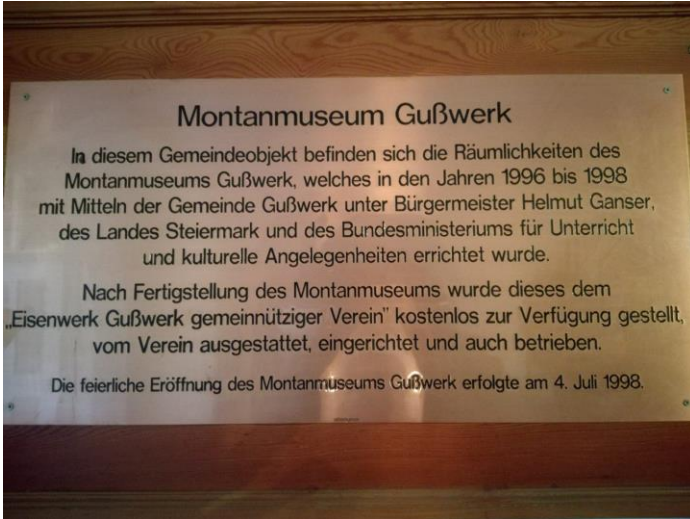 Montanmuseum Gußwerk
In diesem Gemeindeobjekt befinden sich die Räumlichkeiten des
Montanmuseums Gußwerk, welches in den Jahren 1996 bis 1998
mit Mitteln der Gemeinde Gußwerk unter Bürgermeister Helmut Ganser,
des Landes Steiermark und des Bundesministeriums für Unterricht
und kulturelle Angelegenheiten errichtet wurde.
Nach Fertigstellung des Montanmuseums wurde dieses dem
„Eisenwerk Gußwerk gemeinnütziger Verein" kostenlos zur Verfügung gestellt,
vom Verein ausgestattet, eingerichtet und auch betrieben.
Die feierliche Eröffnung des Montanmuseums Gußwerk erfolgte am 4. Juli 1998.